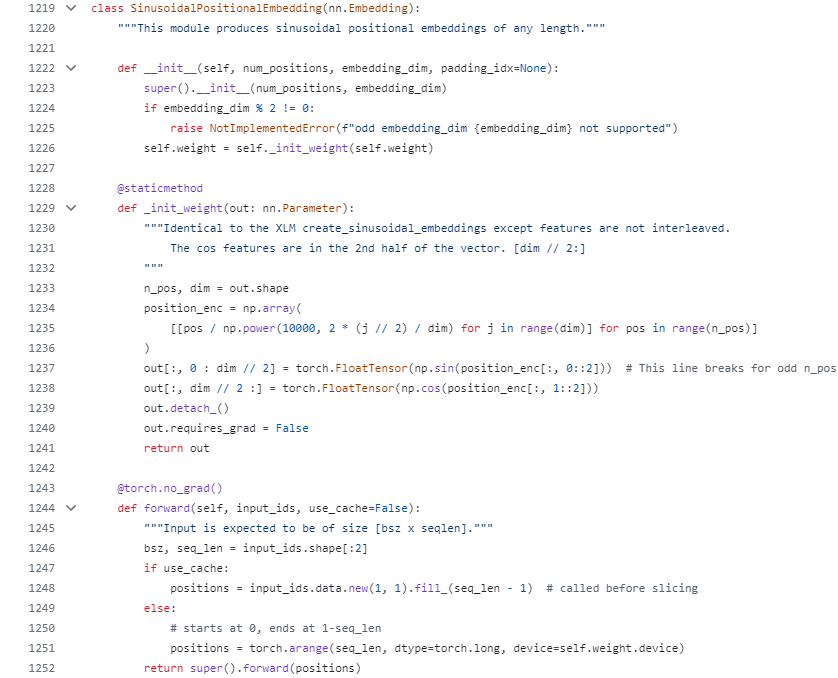 1219 class SinusoidalPositionalEmbedding(nn.Embedding):
1220     """This module produces sinusoidal positional embeddings of any length."""
1221
1222     def __init__(self, num_positions, embedding_dim, padding_idx=None):
1223         super().__init__(num_positions, embedding_dim)
1224         if embedding_dim % 2 != 0:
1225             raise NotImplementedError(f"odd embedding_dim {embedding_dim} not supported")
1226         self.weight = self._init_weight(self.weight)
1227
1228     @staticmethod
1229     def _init_weight(out: nn.Parameter):
1230         """Identical to the XLM create_sinusoidal_embeddings except features are not interleaved.
1231             The cos features are in the 2nd half of the vector. [dim // 2:]
1232         """
1233         n_pos, dim = out.shape
1234         position_enc = np.array(
1235             [[pos / np.power(10000, 2 * (j // 2) / dim) for j in range(dim)] for pos in range(n_pos)]
1236         )
1237         out[:, 0 : dim // 2] = torch.FloatTensor(np.sin(position_enc[:, 0::2]))  # This line breaks for odd n_pos
1238         out[:, dim // 2 :] = torch.FloatTensor(np.cos(position_enc[:, 1::2]))
1239         out.detach_()
1240         out.requires_grad = False
1241         return out
1242
1243     @torch.no_grad()
1244     def forward(self, input_ids, use_cache=False):
1245         """Input is expected to be of size [bsz x seqlen]."""
1246         bsz, seq_len = input_ids.shape[:2]
1247         if use_cache:
1248             positions = input_ids.data.new(1, 1).fill_(seq_len - 1)  # called before slicing
1249         else:
1250             # starts at 0, ends at 1-seq_len
1251             positions = torch.arange(seq_len, dtype=torch.long, device=self.weight.device)
1252         return super().forward(positions)